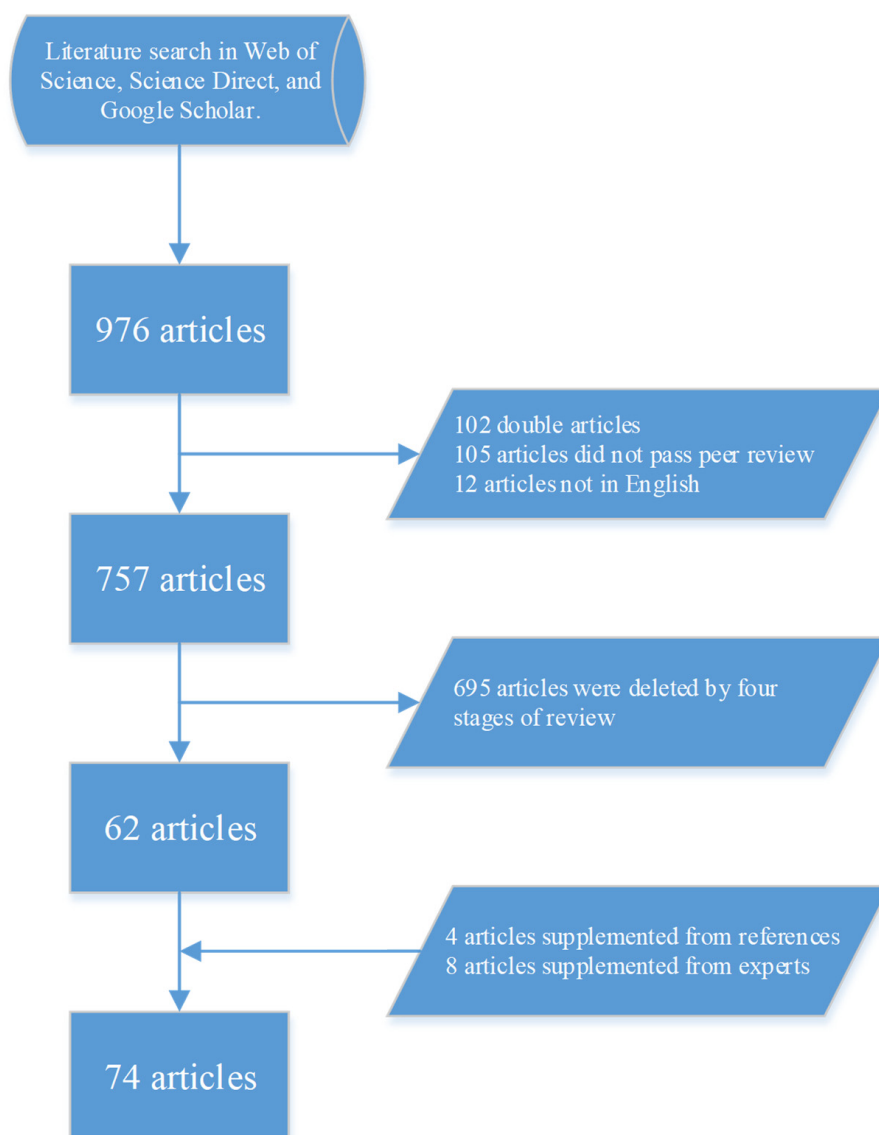 Literature search in Web of
Science, Science Direct, and
Google Scholar.
976 articles
102 double articles
105 articles did not pass peer review
12 articles not in English
757 articles
695 articles were deleted by four
stages of review
62 articles
4 articles supplemented from references
8 articles supplemented from experts
74 articles